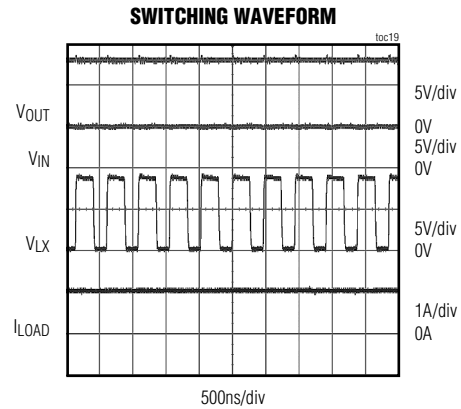 SWITCHING WAVEFORM
toc19
5V/div
VOUT
0V
5V/div
VIN
0V
5V/div
VLX
0V
1A/div
ILOAD
0A
500ns/div